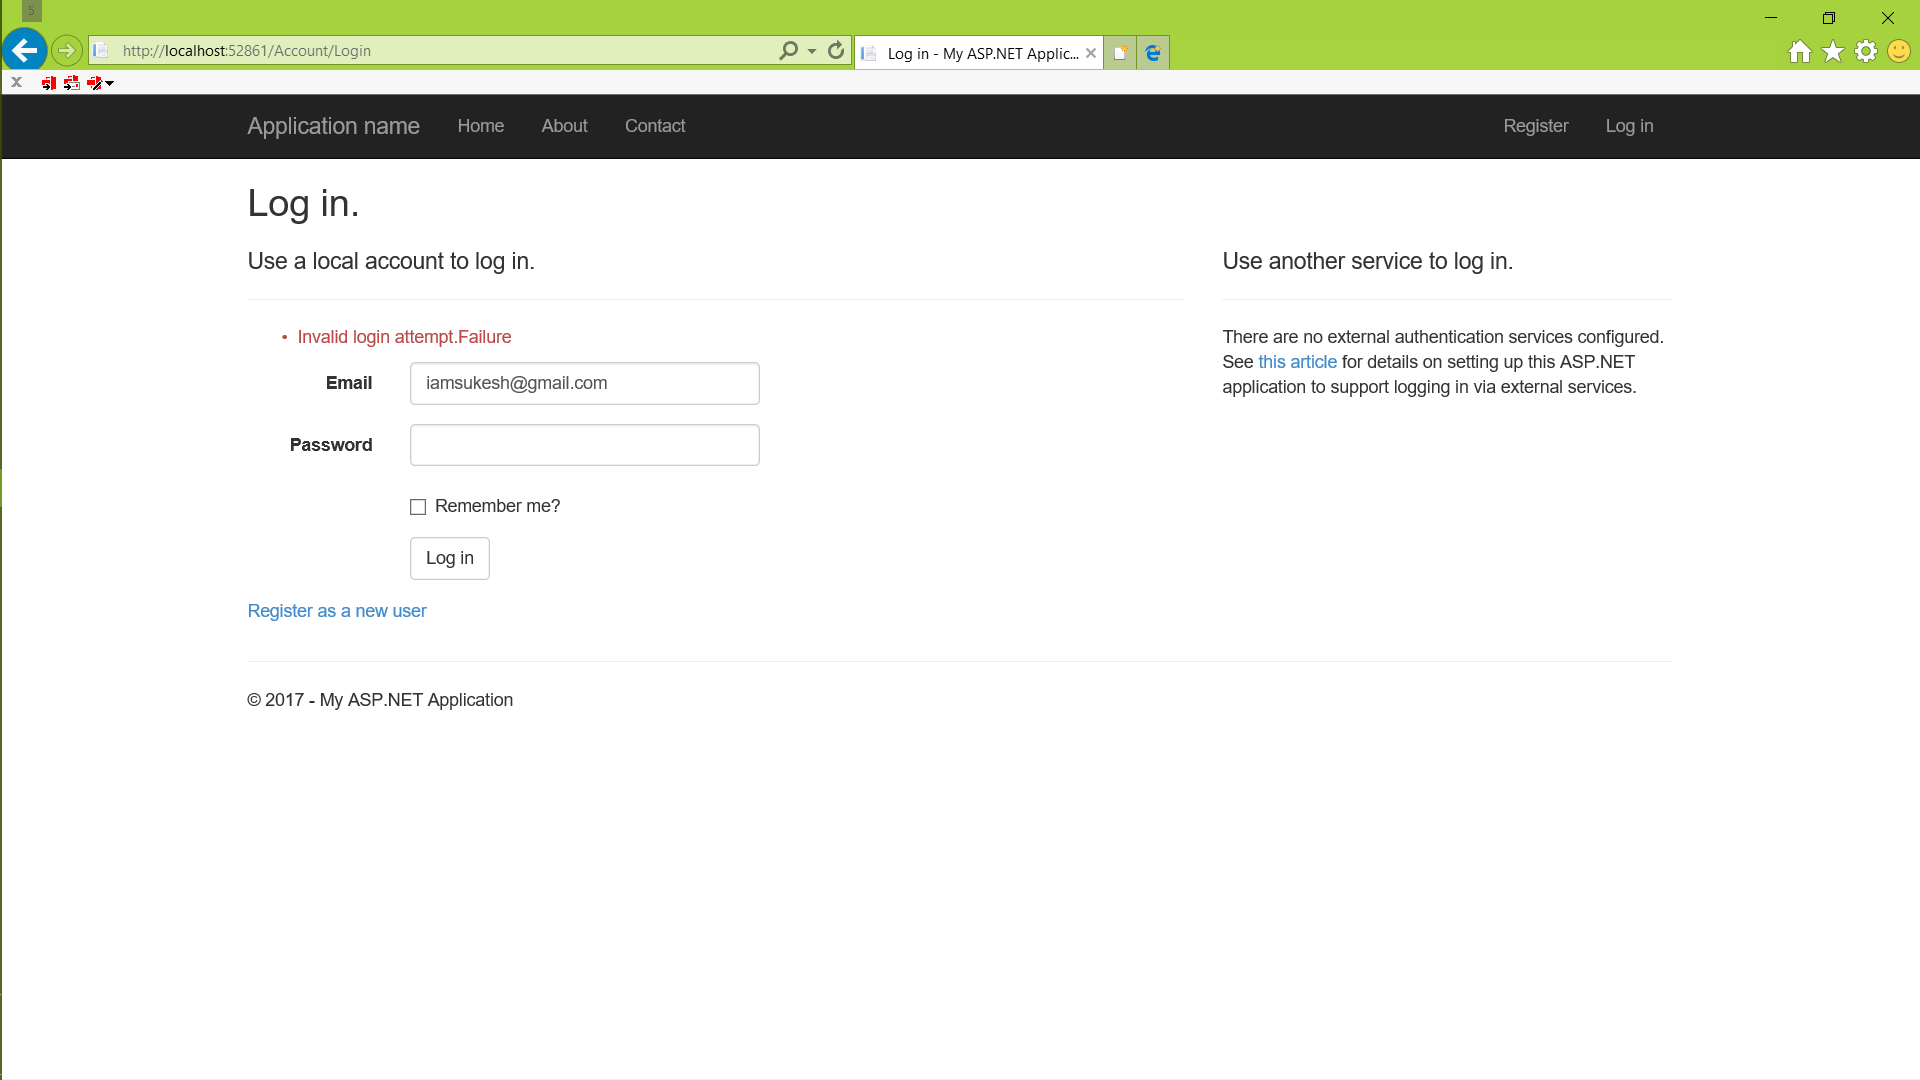 5
http://localhost:52861/Account/Login
Log in - My ASP.NET Applic...
Application name Home About Contact Register Log in
Log in.
Use a local account to log in.
Invalid login attempt.Failure
Email iamsukesh@gmail.com
Password
Remember me?
Log in
Register as a new user
Use another service to log in.
There are no external authentication services configured.
See this article for details on setting up this ASP.NET
application to support logging in via external services.
© 2017 - My ASP.NET Application